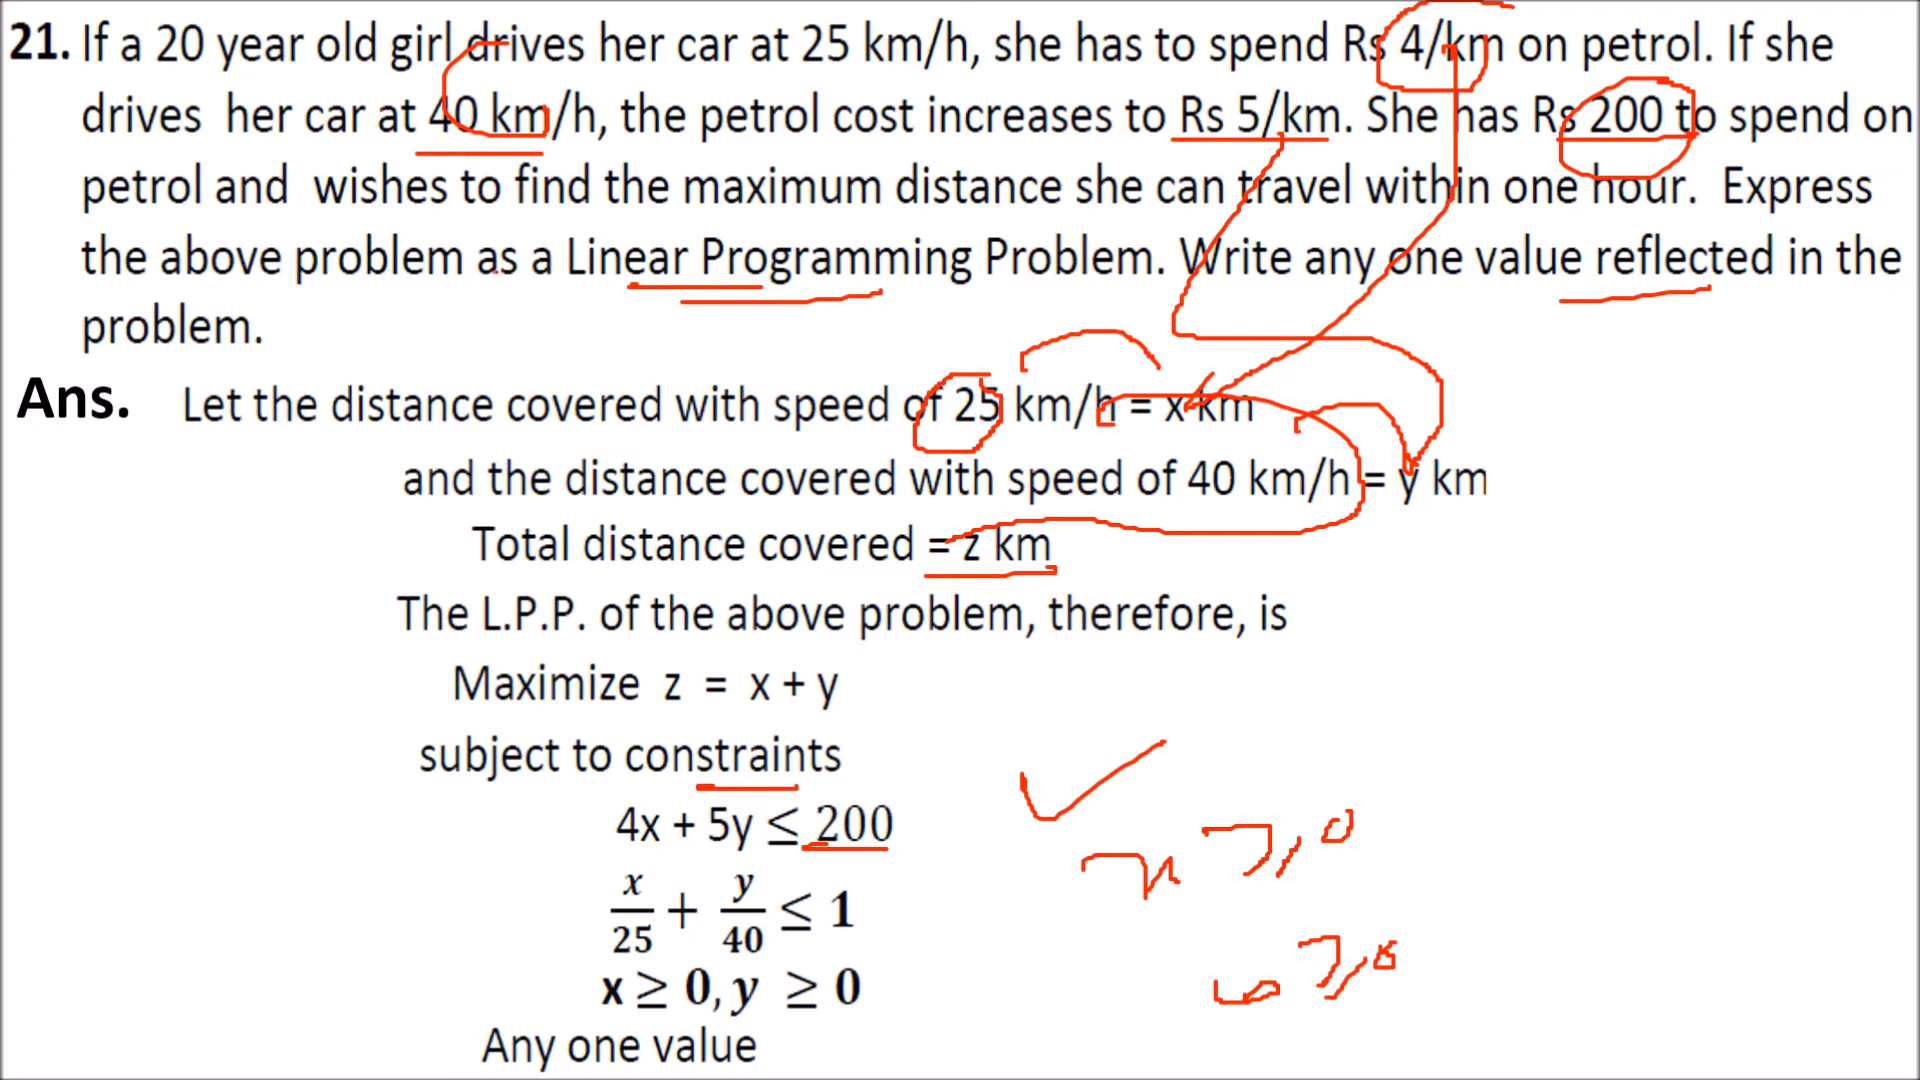 21. If a 20 year old girl drives her car at 25 km/h, she has to spend Rs 4/km on petrol. If she
drives her car at 40 km/h, the petrol cost increases to Rs 5/km. She has Rs 200 to spend on
petrol and wishes to find the maximum distance she can travel within one hour. Express
the above problem as a Linear Programming Problem. Write any one value reflected in the
problem.
Ans. Let the distance covered with speed of 25 km/h = x km
and the distance covered with speed of 40 km/h = y km
Total distance covered = z km
The L.P.P. of the above problem, therefore, is
Maximize z = x + y
subject to constraints
4x + 5y ≤ 200
x/25 + y/40 ≤ 1
x ≥ 0, y ≥ 0
Any one value